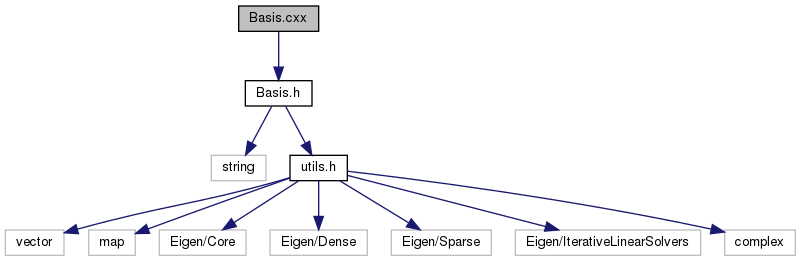 Basis.cxx
Basis.h
string
utils.h
vector
map
Eigen/Core
Eigen/Dense
Eigen/Sparse
Eigen/IterativeLinearSolvers
complex